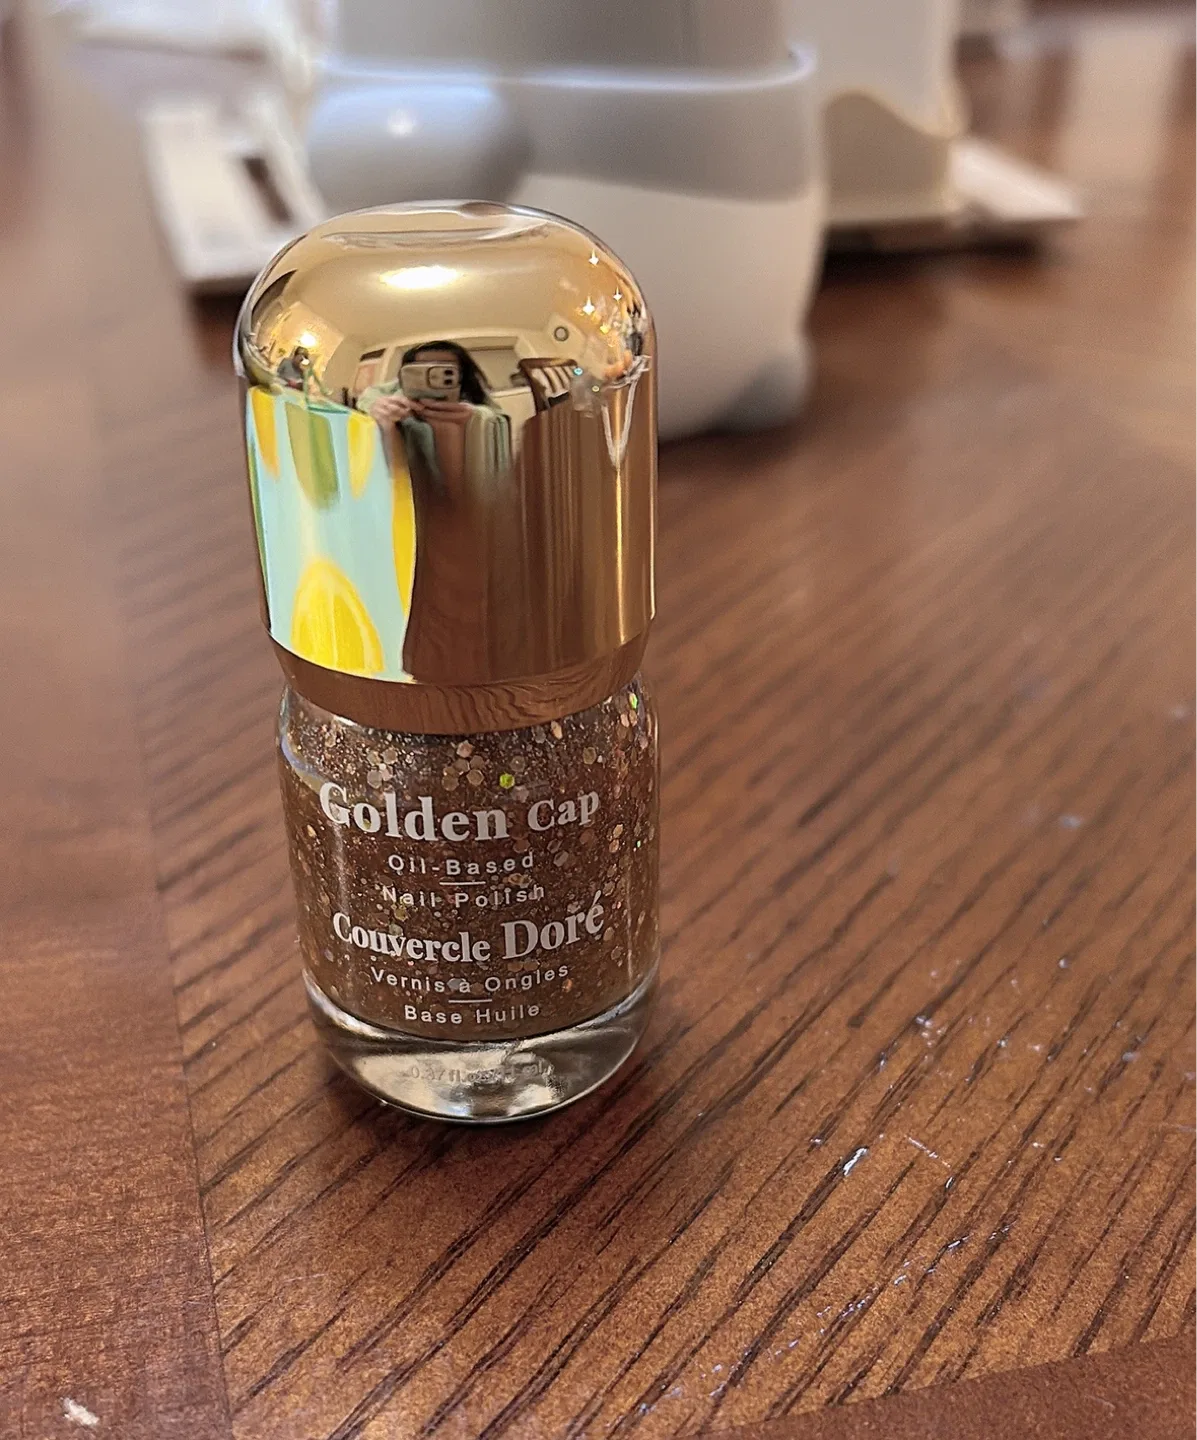 Golden Cap
Oil-Based
Nail Polish
Couvercle Doré
Vernis à Ongles
Base Huile